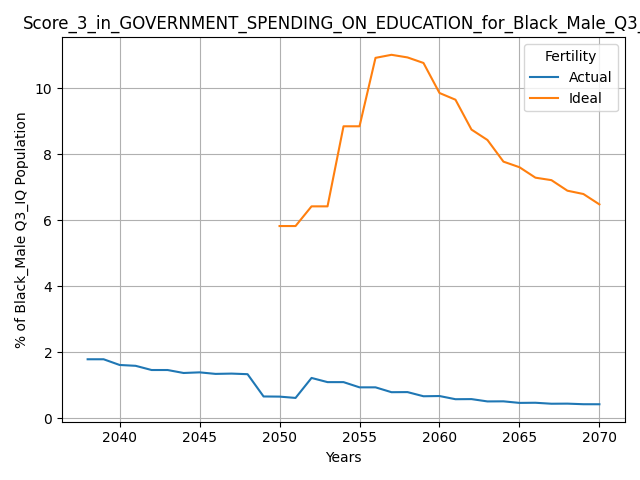 Score_3_in_GOVERNMENT_SPENDING_ON_EDUCATION_for_Black_Male_Q3_
Fertility
Actual
Ideal
% of Black_Male Q3_IQ Population
10
8
6
4
2
0
2040 2045 2050 2055 2060 2065 2070
Years